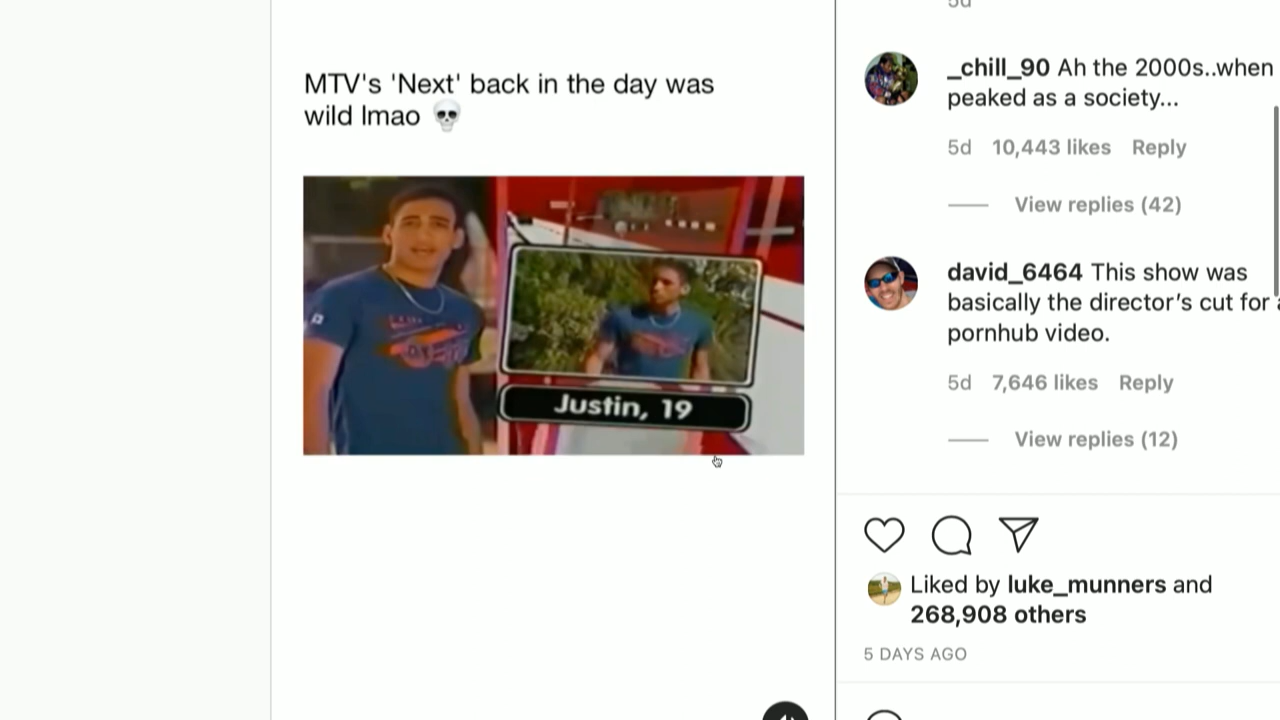 MTV's 'Next' back in the day was
wild lmao 💀
Justin, 19
_chill_90 Ah the 2000s..when
peaked as a society...
5d 10,443 likes Reply
View replies (42)
david_6464 This show was
basically the director's cut for
pornhub video.
5d 7,646 likes Reply
View replies (12)
Liked by luke_munners and
268,908 others
5 DAYS AGO